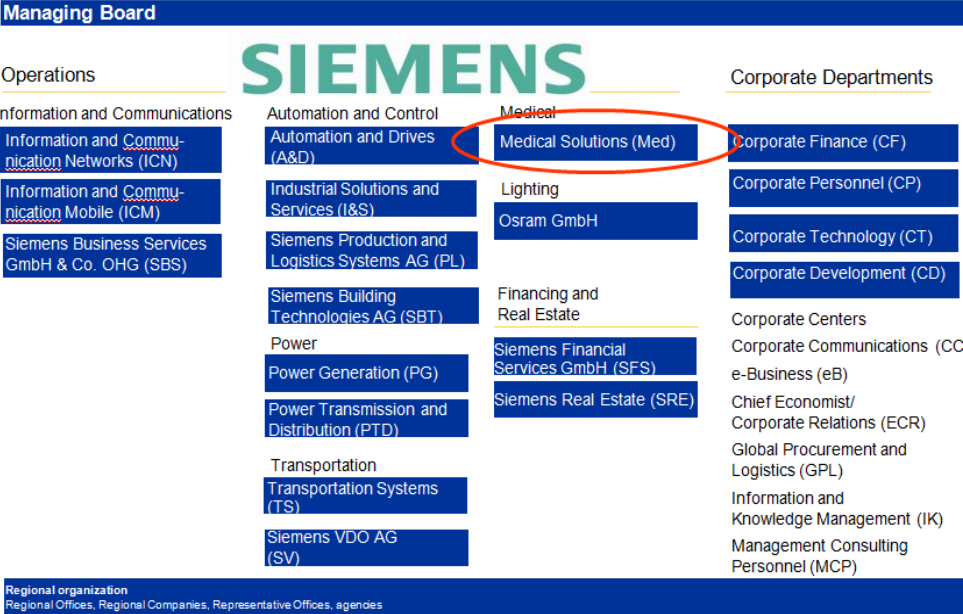 Managing Board
SIEMENS
Operations
nformation and Communications
Information and Commu-
nication Networks (ICN)
Information and Commu-
nication Mobile (ICM)
Siemens Business Services
GmbH & Co. OHG (SBS)
Automation and Control
Automation and Drives
(A&D)
Industrial Solutions and
Services (I&S)
Siemens Production and
Logistics Systems AG (PL)
Siemens Building
Technologies AG (SBT)
Power
Power Generation (PG)
Power Transmission and
Distribution (PTD)
Transportation
Transportation Systems
(TS)
Siemens VDO AG
(SV)
Medical
Medical Solutions (Med)
Lighting
Osram GmbH
Financing and
Real Estate
Siemens Financial
Services GmbH (SFS)
Siemens Real Estate (SRE)
Corporate Departments
Corporate Finance (CF)
Corporate Personnel (CP)
Corporate Technology (CT)
Corporate Development (CD)
Corporate Centers
Corporate Communications (CC
e-Business (eB)
Chief Economist/
Corporate Relations (ECR)
Global Procurement and
Logistics (GPL)
Information and
Knowledge Management (IK)
Management Consulting
Personnel (MCP)
Regional organization
Regional Offices, Regional Companies, Representative Offices, agencies